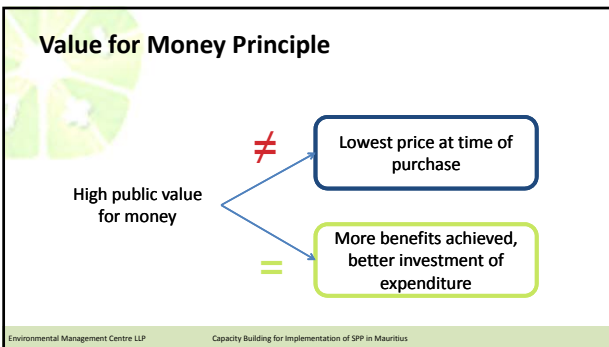 Value for Money Principle
≠
Lowest price at time of
purchase
High public value
for money
=
More benefits achieved,
better investment of
expenditure
Environmental Management Centre LLP Capacity Building for Implementation of SPP in Mauritius